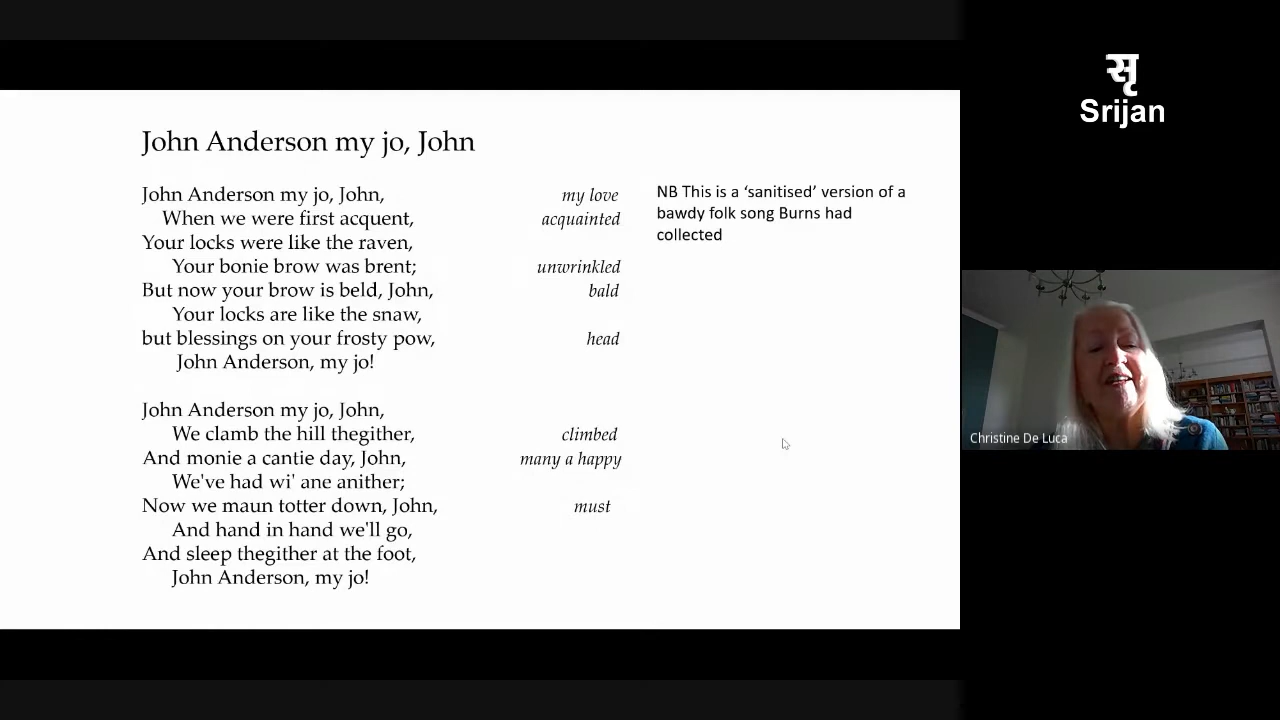 John Anderson my jo, John
John Anderson my jo, John,
When we were first acquent,
Your locks were like the raven,
Your bonie brow was brent;
But now your brow is beld, John,
Your locks are like the snaw,
but blessings on your frosty pow,
John Anderson, my jo!
John Anderson my jo, John,
We clamb the hill thegither,
And monie a cantie day, John,
We've had wi' ane anither;
Now we maun totter down, John,
And hand in hand we'll go,
And sleep thegither at the foot,
John Anderson, my jo!
my love
acquainted
unwrinkled
bald
head
climbed
many a happy
must
NB This is a ‘sanitised’ version of a
bawdy folk song Burns had
collected
सृ
Srijan
Christine De Luca